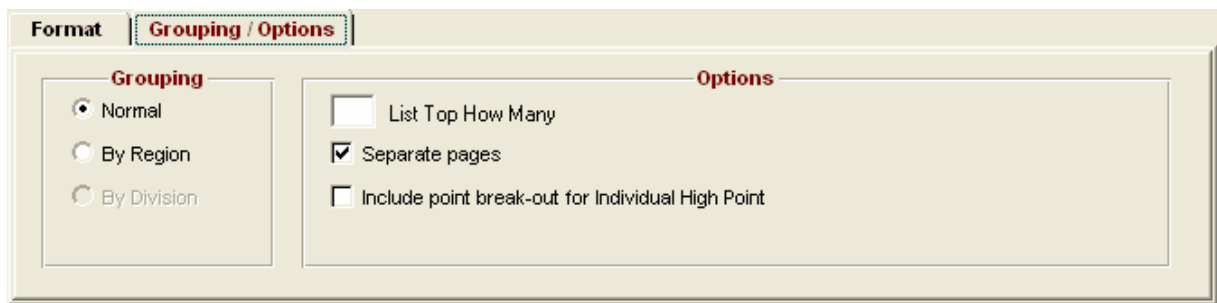 Format
Grouping / Options
Grouping
Options
Normal
List Top How Many
By Region
Separate pages
By Division
Include point break-out for Individual High Point